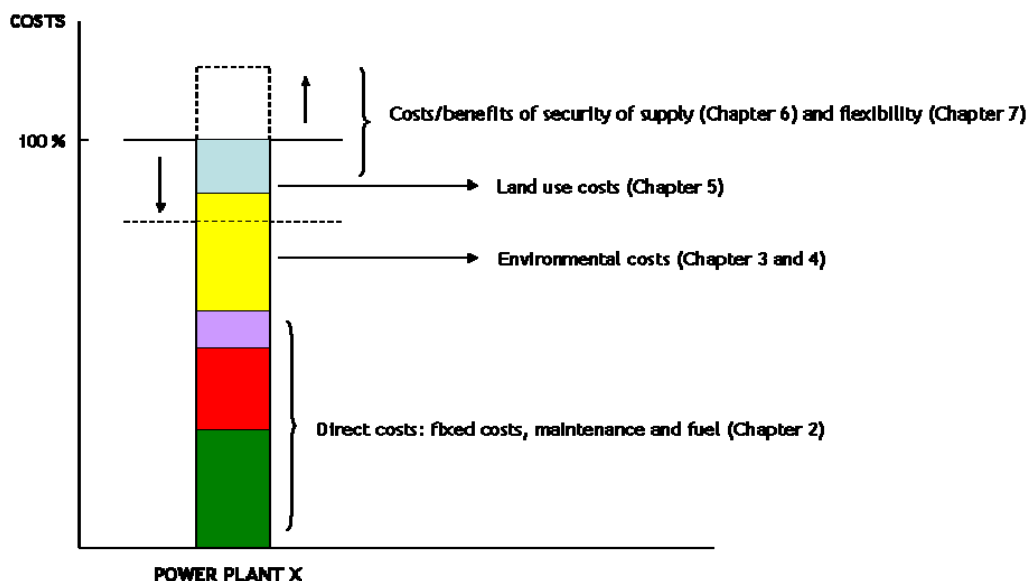 COSTS
Costs/benefits of security of supply (Chapter 6) and flexibility (Chapter 7)
100 %
Land use costs (Chapter 5)
Environmental costs (Chapter 3 and 4)
Direct costs: fixed costs, maintenance and fuel (Chapter 2)
POWER PLANT X